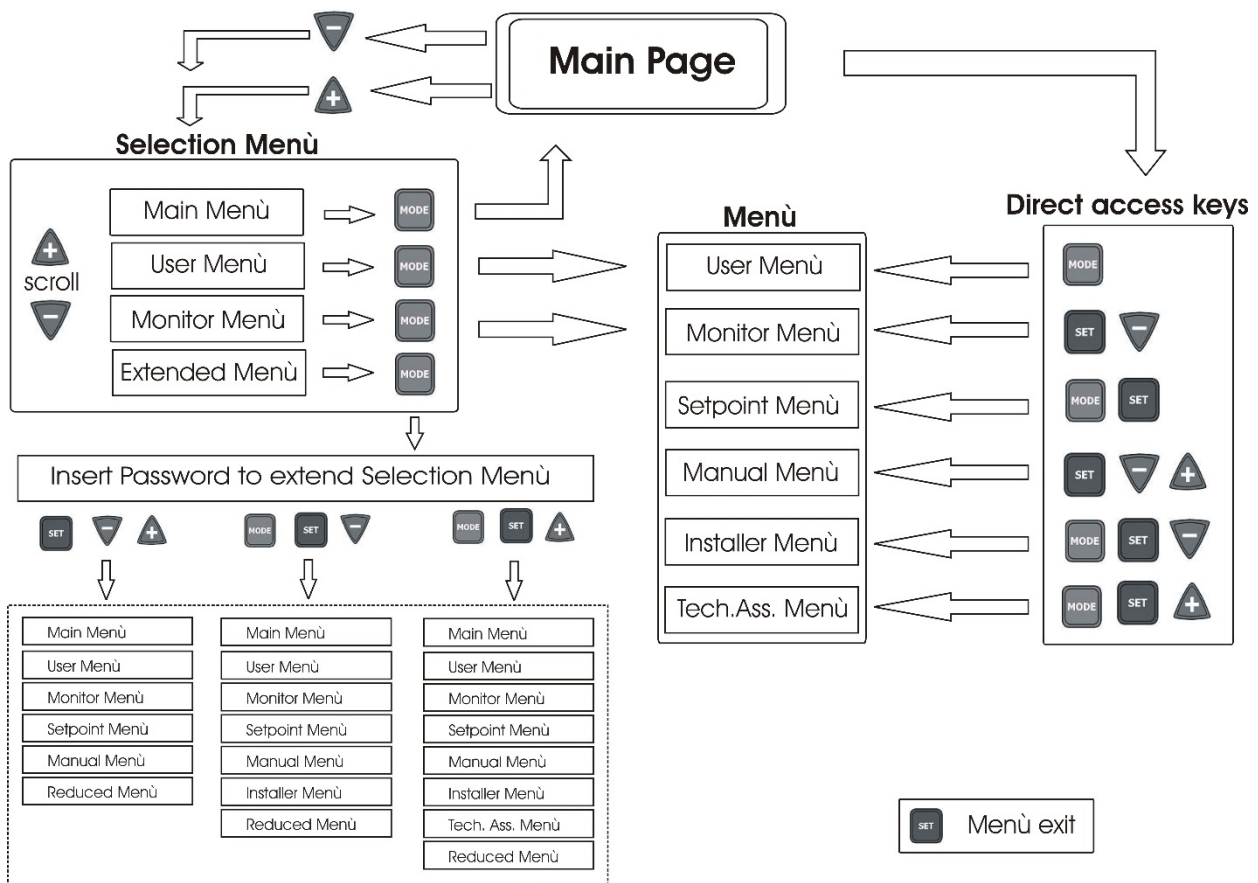 Main Page
−
+
Selection Menù
Main Menù
MODE
User Menù
MODE
Monitor Menù
MODE
Extended Menù
MODE
+
scroll
−
Insert Password to extend Selection Menù
SET − +
MODE SET −
MODE SET +
Main Menù
User Menù
Monitor Menù
Setpoint Menù
Manual Menù
Reduced Menù
Main Menù
User Menù
Monitor Menù
Setpoint Menù
Manual Menù
Installer Menù
Reduced Menù
Main Menù
User Menù
Monitor Menù
Setpoint Menù
Manual Menù
Installer Menù
Tech. Ass. Menù
Reduced Menù
Menù
User Menù
Monitor Menù
Setpoint Menù
Manual Menù
Installer Menù
Tech.Ass. Menù
Direct access keys
MODE
SET −
MODE SET
SET − +
MODE SET −
MODE SET +
SET Menù exit